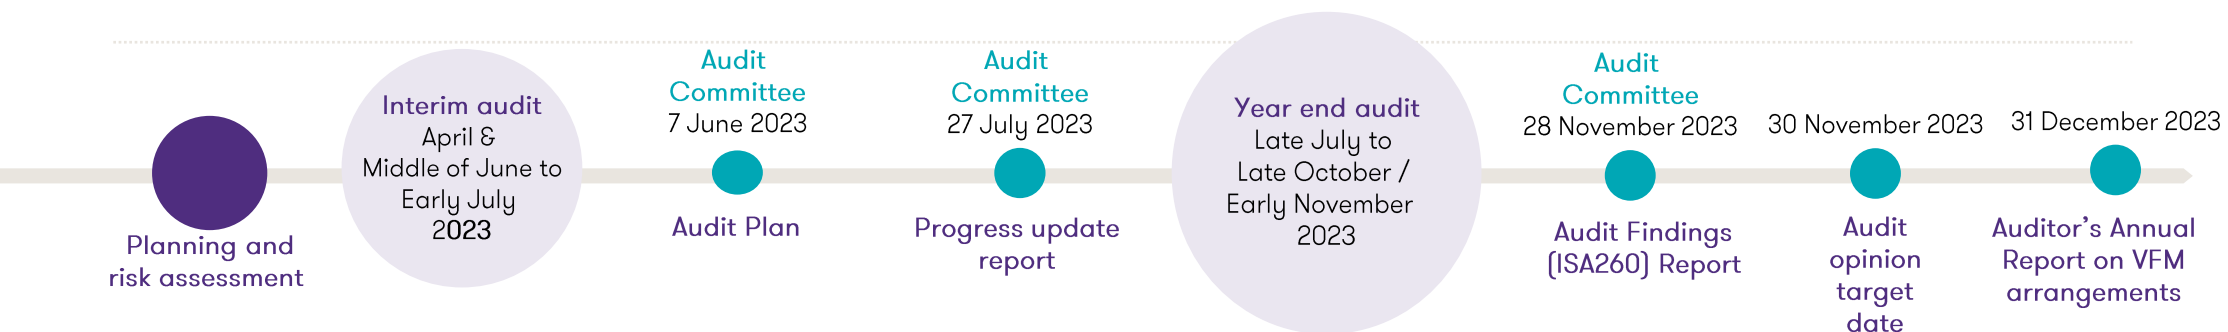 Planning and
risk assessment
Interim audit
April &
Middle of June to
Early July
2023
Audit
Committee
7 June 2023
Audit Plan
Audit
Committee
27 July 2023
Progress update
report
Year end audit
Late July to
Late October /
Early November
2023
Audit
Committee
28 November 2023
Audit Findings
(ISA260) Report
30 November 2023
Audit
opinion
target
date
31 December 2023
Auditor’s Annual
Report on VFM
arrangements